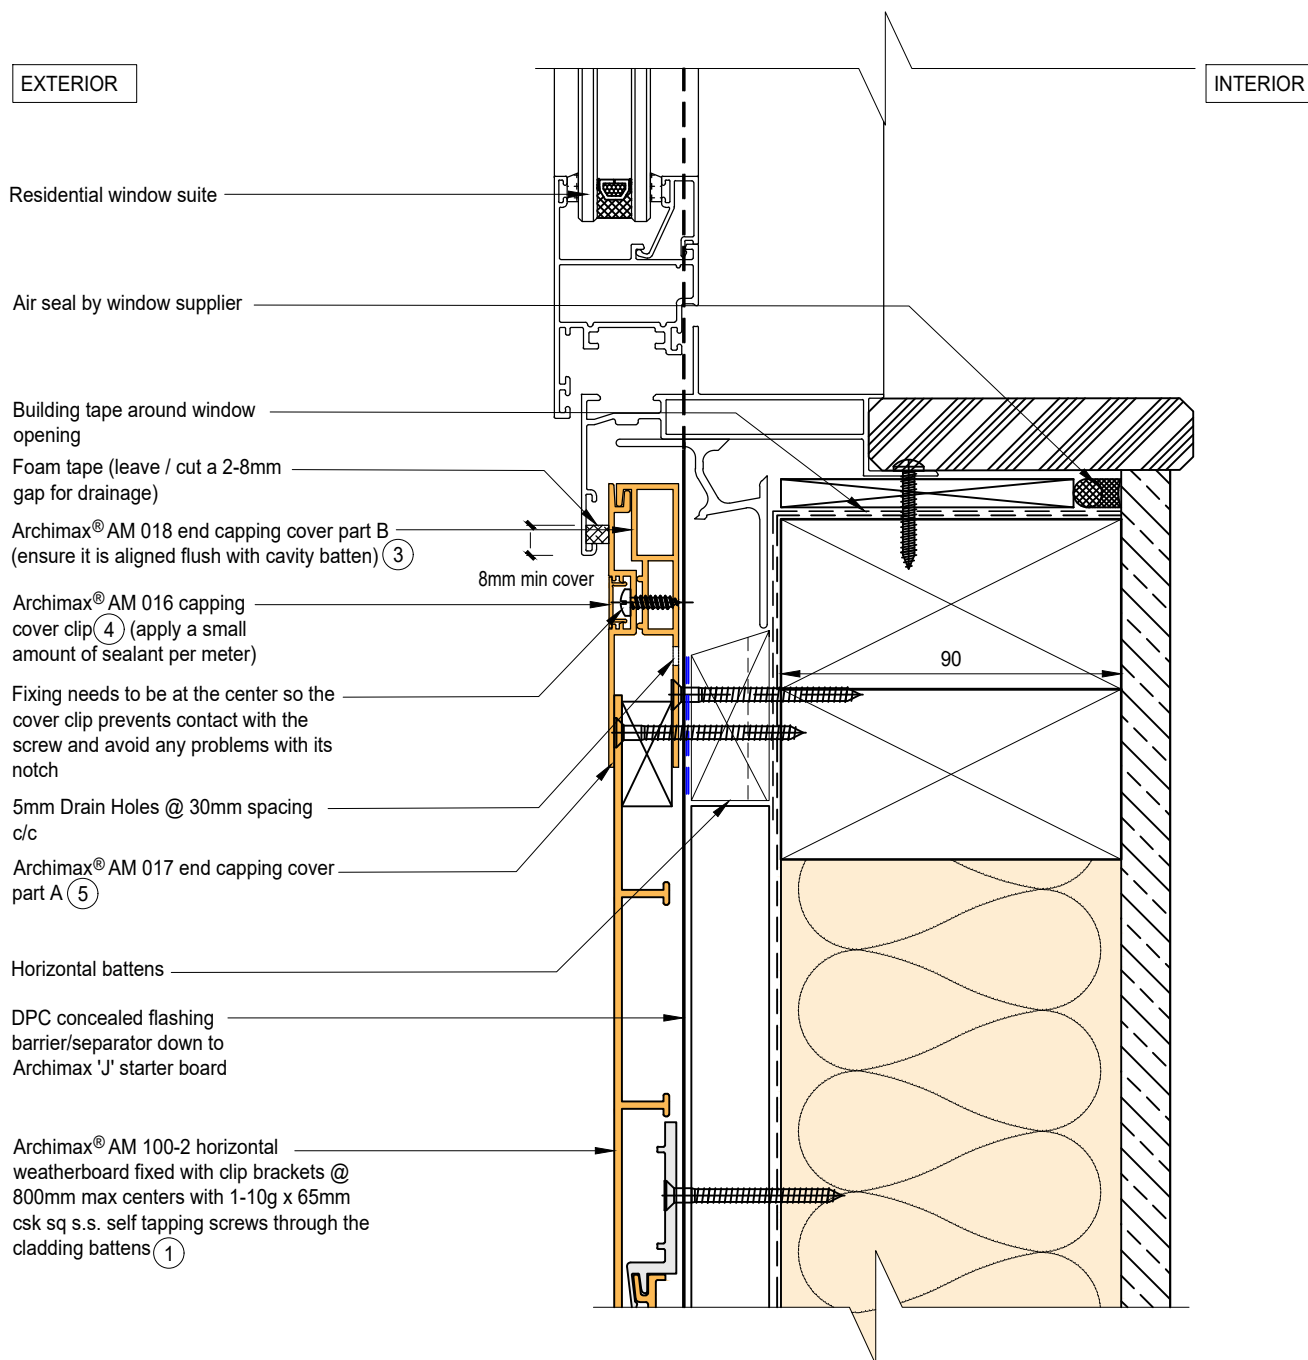 EXTERIOR
INTERIOR
Residential window suite
Air seal by window supplier
Building tape around window
opening
Foam tape (leave / cut a 2-8mm
gap for drainage)
Archimax® AM 018 end capping cover part B
(ensure it is aligned flush with cavity batten) 3
8mm min cover
Archimax® AM 016 capping
cover clip 4 (apply a small
amount of sealant per meter)
90
Fixing needs to be at the center so the
cover clip prevents contact with the
screw and avoid any problems with its
notch
5mm Drain Holes @ 30mm spacing
c/c
Archimax® AM 017 end capping cover
part A 5
Horizontal battens
DPC concealed flashing
barrier/separator down to
Archimax 'J' starter board
Archimax® AM 100-2 horizontal
weatherboard fixed with clip brackets @
800mm max centers with 1-10g x 65mm
csk sq s.s. self tapping screws through the
cladding battens 1